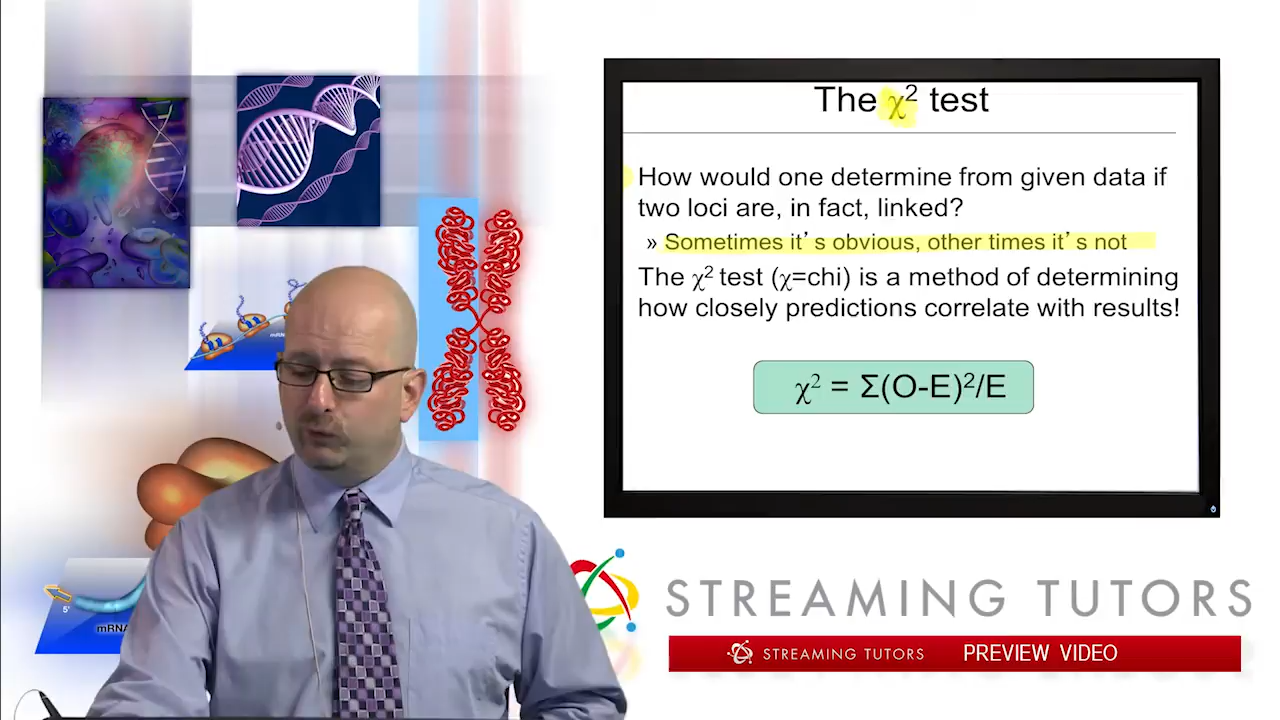 The χ² test
How would one determine from given data if
two loci are, in fact, linked?
» Sometimes it's obvious, other times it's not
The χ² test (χ=chi) is a method of determining
how closely predictions correlate with results!
χ² = Σ(O-E)²/E
5'
mRNA
STREAMING TUTORS
STREAMING TUTORS PREVIEW VIDEO